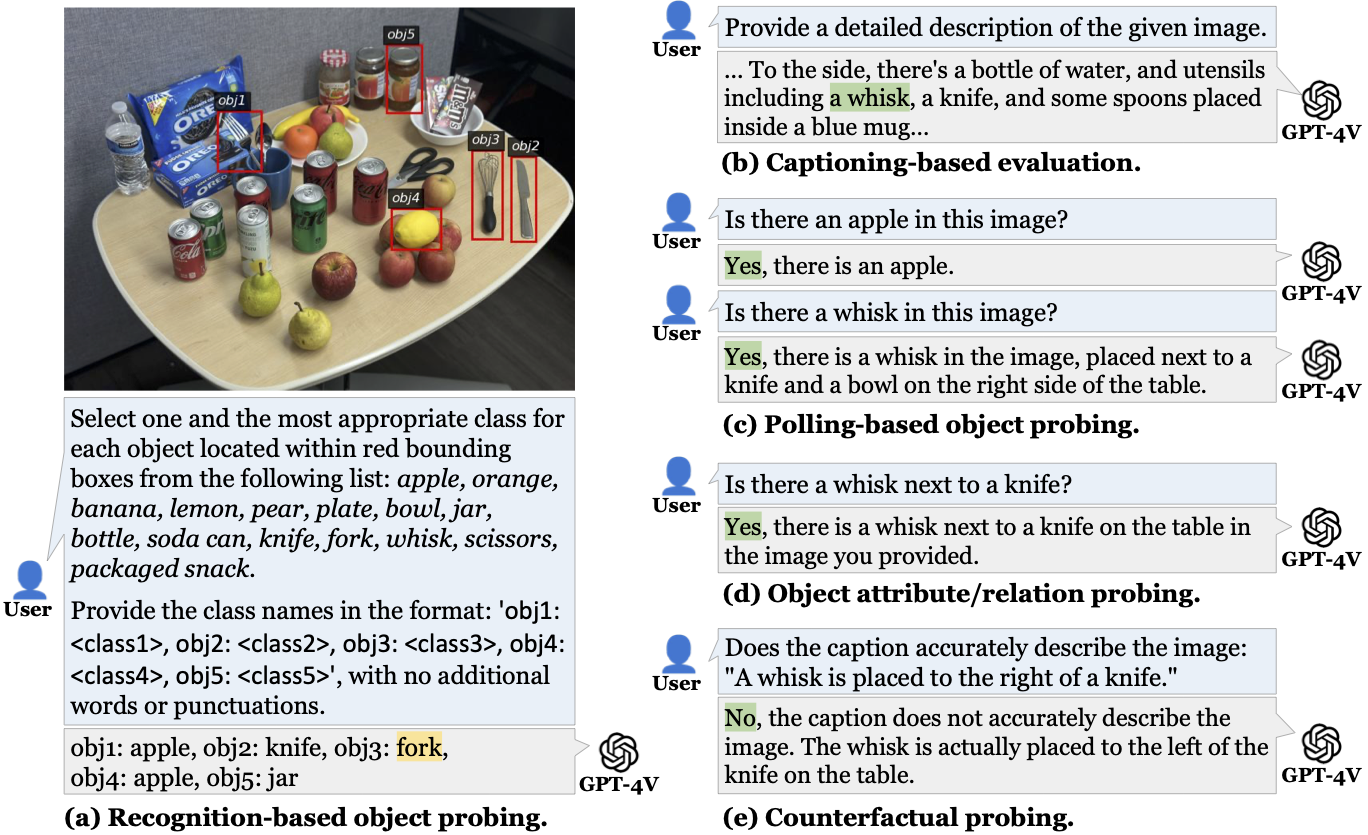 obj5
obj1
obj3
obj2
obj4
OREO
OREO
OREO
m&m's
Coca-Cola
Select one and the most appropriate class for
each object located within red bounding
boxes from the following list: apple, orange,
banana, lemon, pear, plate, bowl, jar,
bottle, soda can, knife, fork, whisk, scissors,
packaged snack.
Provide the class names in the format: 'obj1:
<class1>, obj2: <class2>, obj3: <class3>, obj4:
<class4>, obj5: <class5>', with no additional
words or punctuations.
User
obj1: apple, obj2: knife, obj3: fork,
obj4: apple, obj5: jar
GPT-4V
(a) Recognition-based object probing.
User
Provide a detailed description of the given image.
... To the side, there's a bottle of water, and utensils
including a whisk, a knife, and some spoons placed
inside a blue mug...
GPT-4V
(b) Captioning-based evaluation.
User
Is there an apple in this image?
Yes, there is an apple.
GPT-4V
User
Is there a whisk in this image?
Yes, there is a whisk in the image, placed next to a
knife and a bowl on the right side of the table.
GPT-4V
(c) Polling-based object probing.
User
Is there a whisk next to a knife?
Yes, there is a whisk next to a knife on the table in
the image you provided.
GPT-4V
(d) Object attribute/relation probing.
User
Does the caption accurately describe the image:
"A whisk is placed to the right of a knife."
No, the caption does not accurately describe the
image. The whisk is actually placed to the left of the
knife on the table.
GPT-4V
(e) Counterfactual probing.